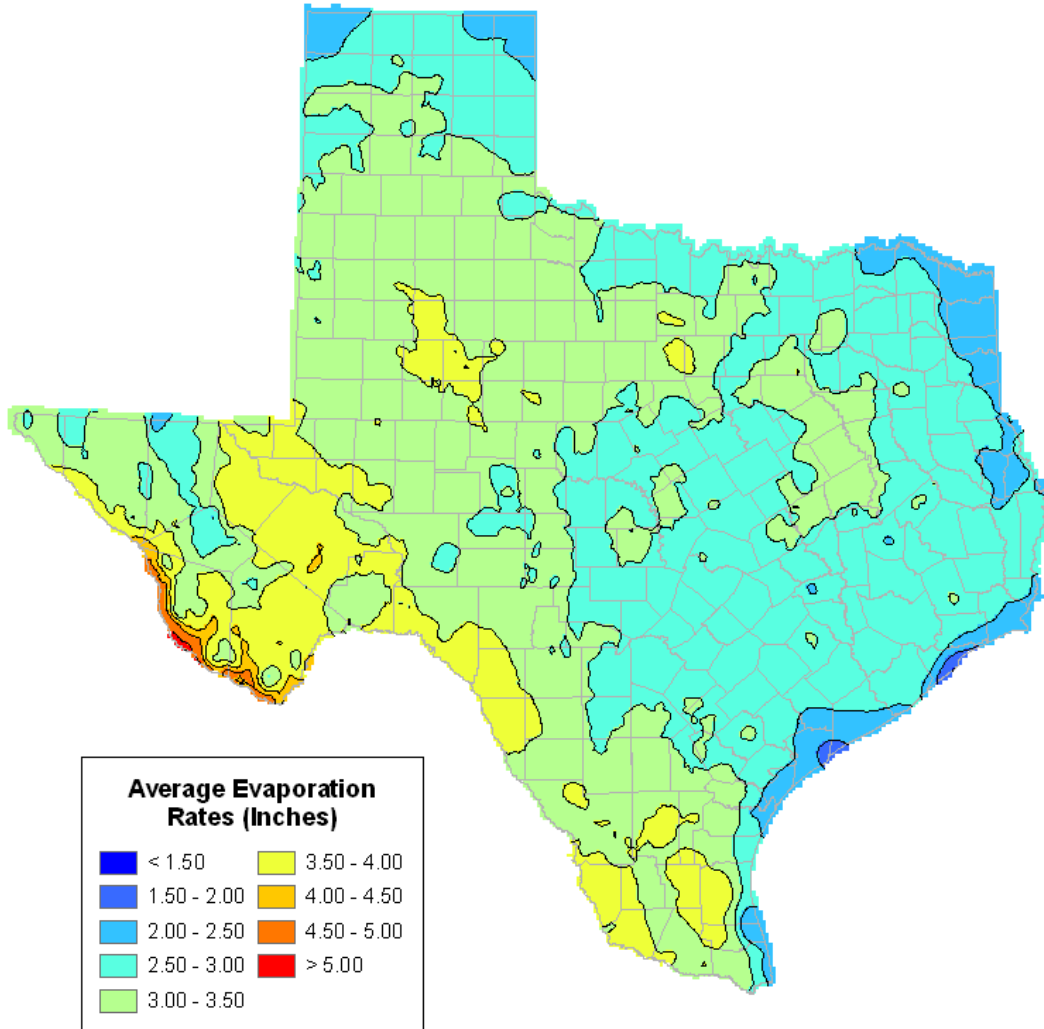 Average Evaporation
Rates (Inches)
< 1.50
1.50 - 2.00
2.00 - 2.50
2.50 - 3.00
3.00 - 3.50
3.50 - 4.00
4.00 - 4.50
4.50 - 5.00
> 5.00